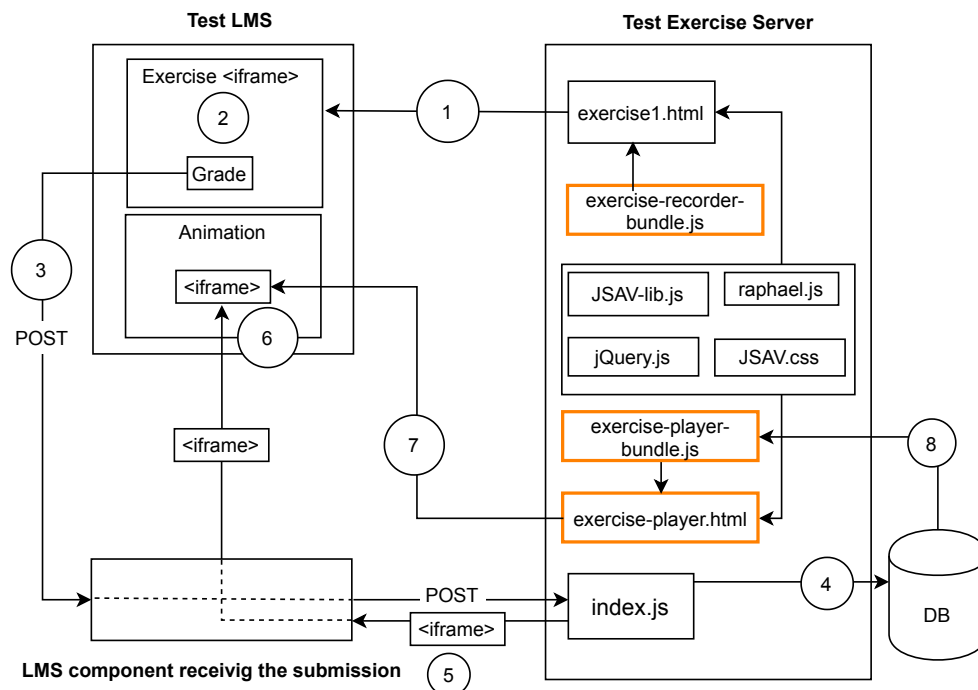 Test LMS
Test Exercise Server
Exercise <iframe>
1
2
exercise1.html
Grade
exercise-recorder-
bundle.js
Animation
3
<iframe>
JSAV-lib.js
raphael.js
POST
6
jQuery.js
JSAV.css
<iframe>
7
exercise-player-
bundle.js
8
exercise-player.html
4
POST
index.js
DB
<iframe>
LMS component receivig the submission
5